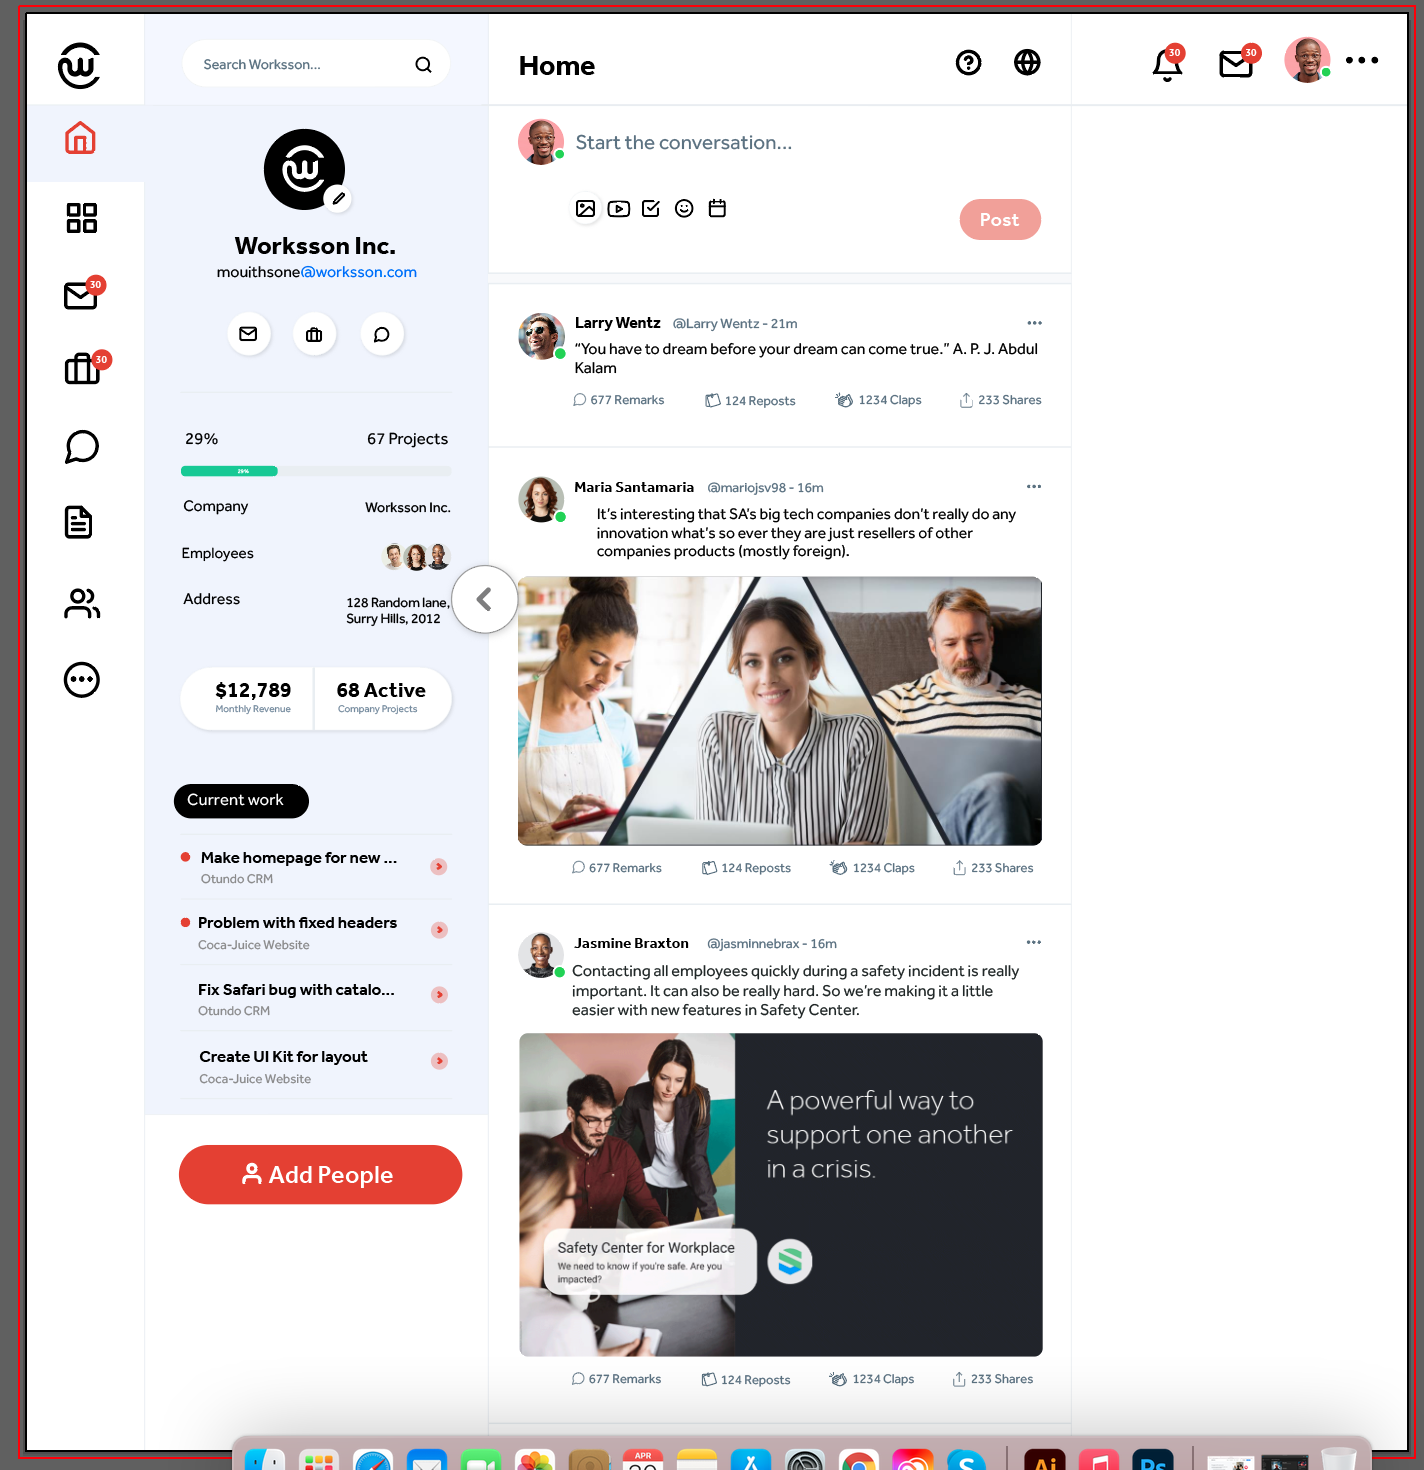 Search Worksson...
Home
30
30
Start the conversation...
Post
Worksson Inc.
mouithsone@worksson.com
30
30
29%
67 Projects
29%
Company
Worksson Inc.
Employees
Address
128 Random lane,
Surry Hills, 2012
$12,789
Monthly Revenue
68 Active
Company Projects
Current work
Make homepage for new ...
Otundo CRM
Problem with fixed headers
Coca-Juice Website
Fix Safari bug with catalo...
Otundo CRM
Create UI Kit for layout
Coca-Juice Website
Add People
Larry Wentz @Larry Wentz - 21m
“You have to dream before your dream can come true.” A. P. J. Abdul
Kalam
677 Remarks
124 Reposts
1234 Claps
233 Shares
Maria Santamaria @mariojsv98 - 16m
It’s interesting that SA’s big tech companies don’t really do any
innovation what’s so ever they are just resellers of other
companies products (mostly foreign).
677 Remarks
124 Reposts
1234 Claps
233 Shares
Jasmine Braxton @jasminnebrax - 16m
Contacting all employees quickly during a safety incident is really
important. It can also be really hard. So we’re making it a little
easier with new features in Safety Center.
A powerful way to
support one another
in a crisis.
Safety Center for Workplace
We need to know if you're safe. Are you
impacted?
677 Remarks
124 Reposts
1234 Claps
233 Shares
APR
Ai
Ps